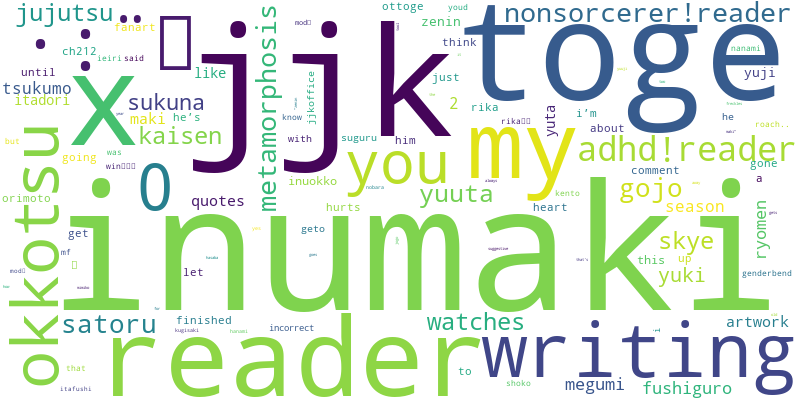 jujutsu
fanart
jjk
ottoge
youd
zenin
toge
nonsorcerer!reader
x
ch212
ieiri
said
until
like
think
nanami
yuji
tsukumo
itadori
sukuna
maki
he's
kaisen
going
was
but
metamorphosis
jjkoffice
know
with
suguru
him
just
2
rika
my
yuta
i'm
about
he
roach..
adhd!reader
comment
gone
a
okkotsu
orimoto
O
quotes
inuokko
you
yuuta
hurts
heart
kento
gojo
season
ryomen
get
mf
let
geto
inumaki
skye
this
up
yuki
genderbend
satoru
finished
kugisaki
incorrect
reader
watches
writing
artwork
that
itafushi
to
shoko
megumi
fushiguro
nobara
always
suggestive
that's